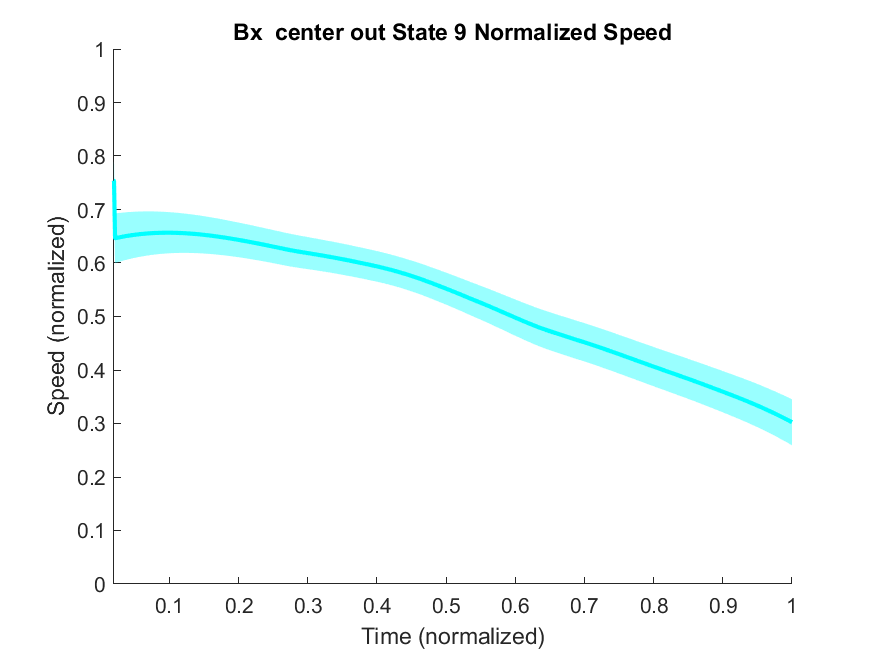 Bx  center out State 9 Normalized Speed
1
0.9
0.8
0.7
0.6
0.5
0.4
0.3
0.2
0.1
0
Speed (normalized)
0.1 0.2 0.3 0.4 0.5 0.6 0.7 0.8 0.9 1
Time (normalized)